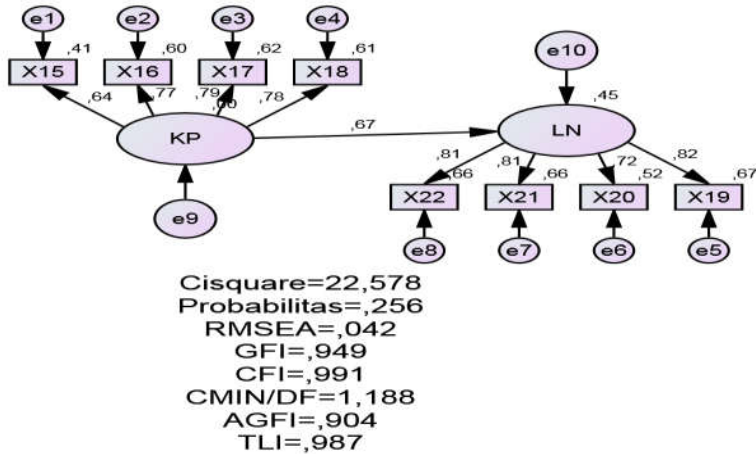 e1 e2 e3 e4
,41 ,60 ,62 ,61
X15 X16 X17 X18
e10
,64 ,77 ,79 ,00 ,78
,45
KP ,67 LN
,81 ,81 ,72 ,82
,66 ,66 ,52 ,67
X22 X21 X20 X19
e9
e8 e7 e6 e5
Cisquare=22,578
Probabilitas=,256
RMSEA=,042
GFI=,949
CFI=,991
CMIN/DF=1,188
AGFI=,904
TLI=,987